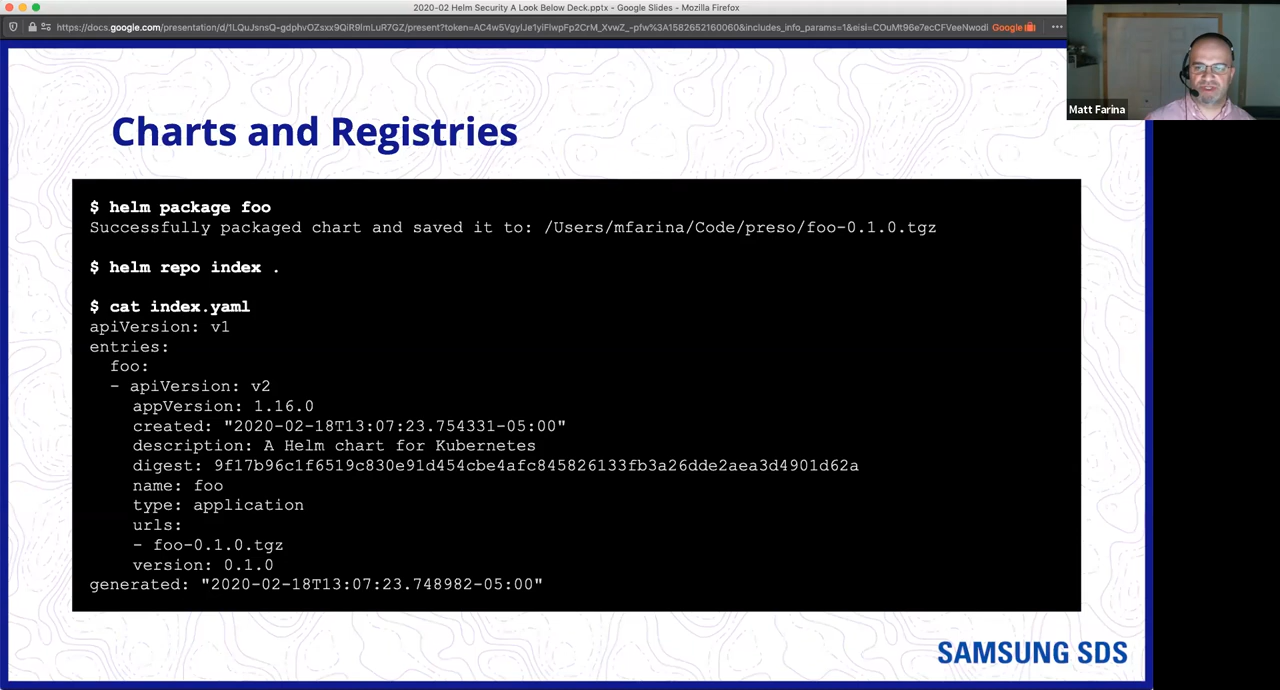 2020-02 Helm Security A Look Below Deck.pptx - Google Slides - Mozilla Firefox
Google
Matt Farina
Charts and Registries
$ helm package foo
Successfully packaged chart and saved it to: /Users/mfarina/Code/preso/foo-0.1.0.tgz
$ helm repo index .
$ cat index.yaml
apiVersion: v1
entries:
foo:
- apiVersion: v2
appVersion: 1.16.0
created: "2020-02-18T13:07:23.754331-05:00"
description: A Helm chart for Kubernetes
digest: 9f17b96c1f6519c830e91d454cbe4afc845826133fb3a26dde2aea3d4901d62a
name: foo
type: application
urls:
- foo-0.1.0.tgz
version: 0.1.0
generated: "2020-02-18T13:07:23.748982-05:00"
SAMSUNG SDS